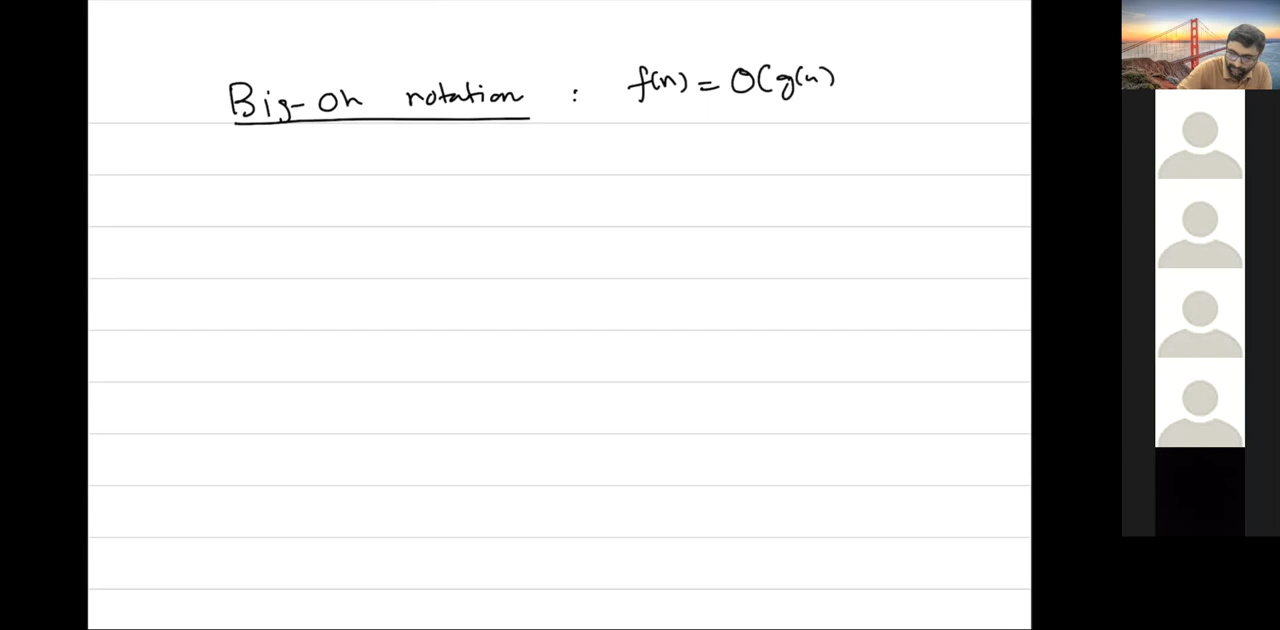 Big-Oh notation : f(n) = O(g(n)